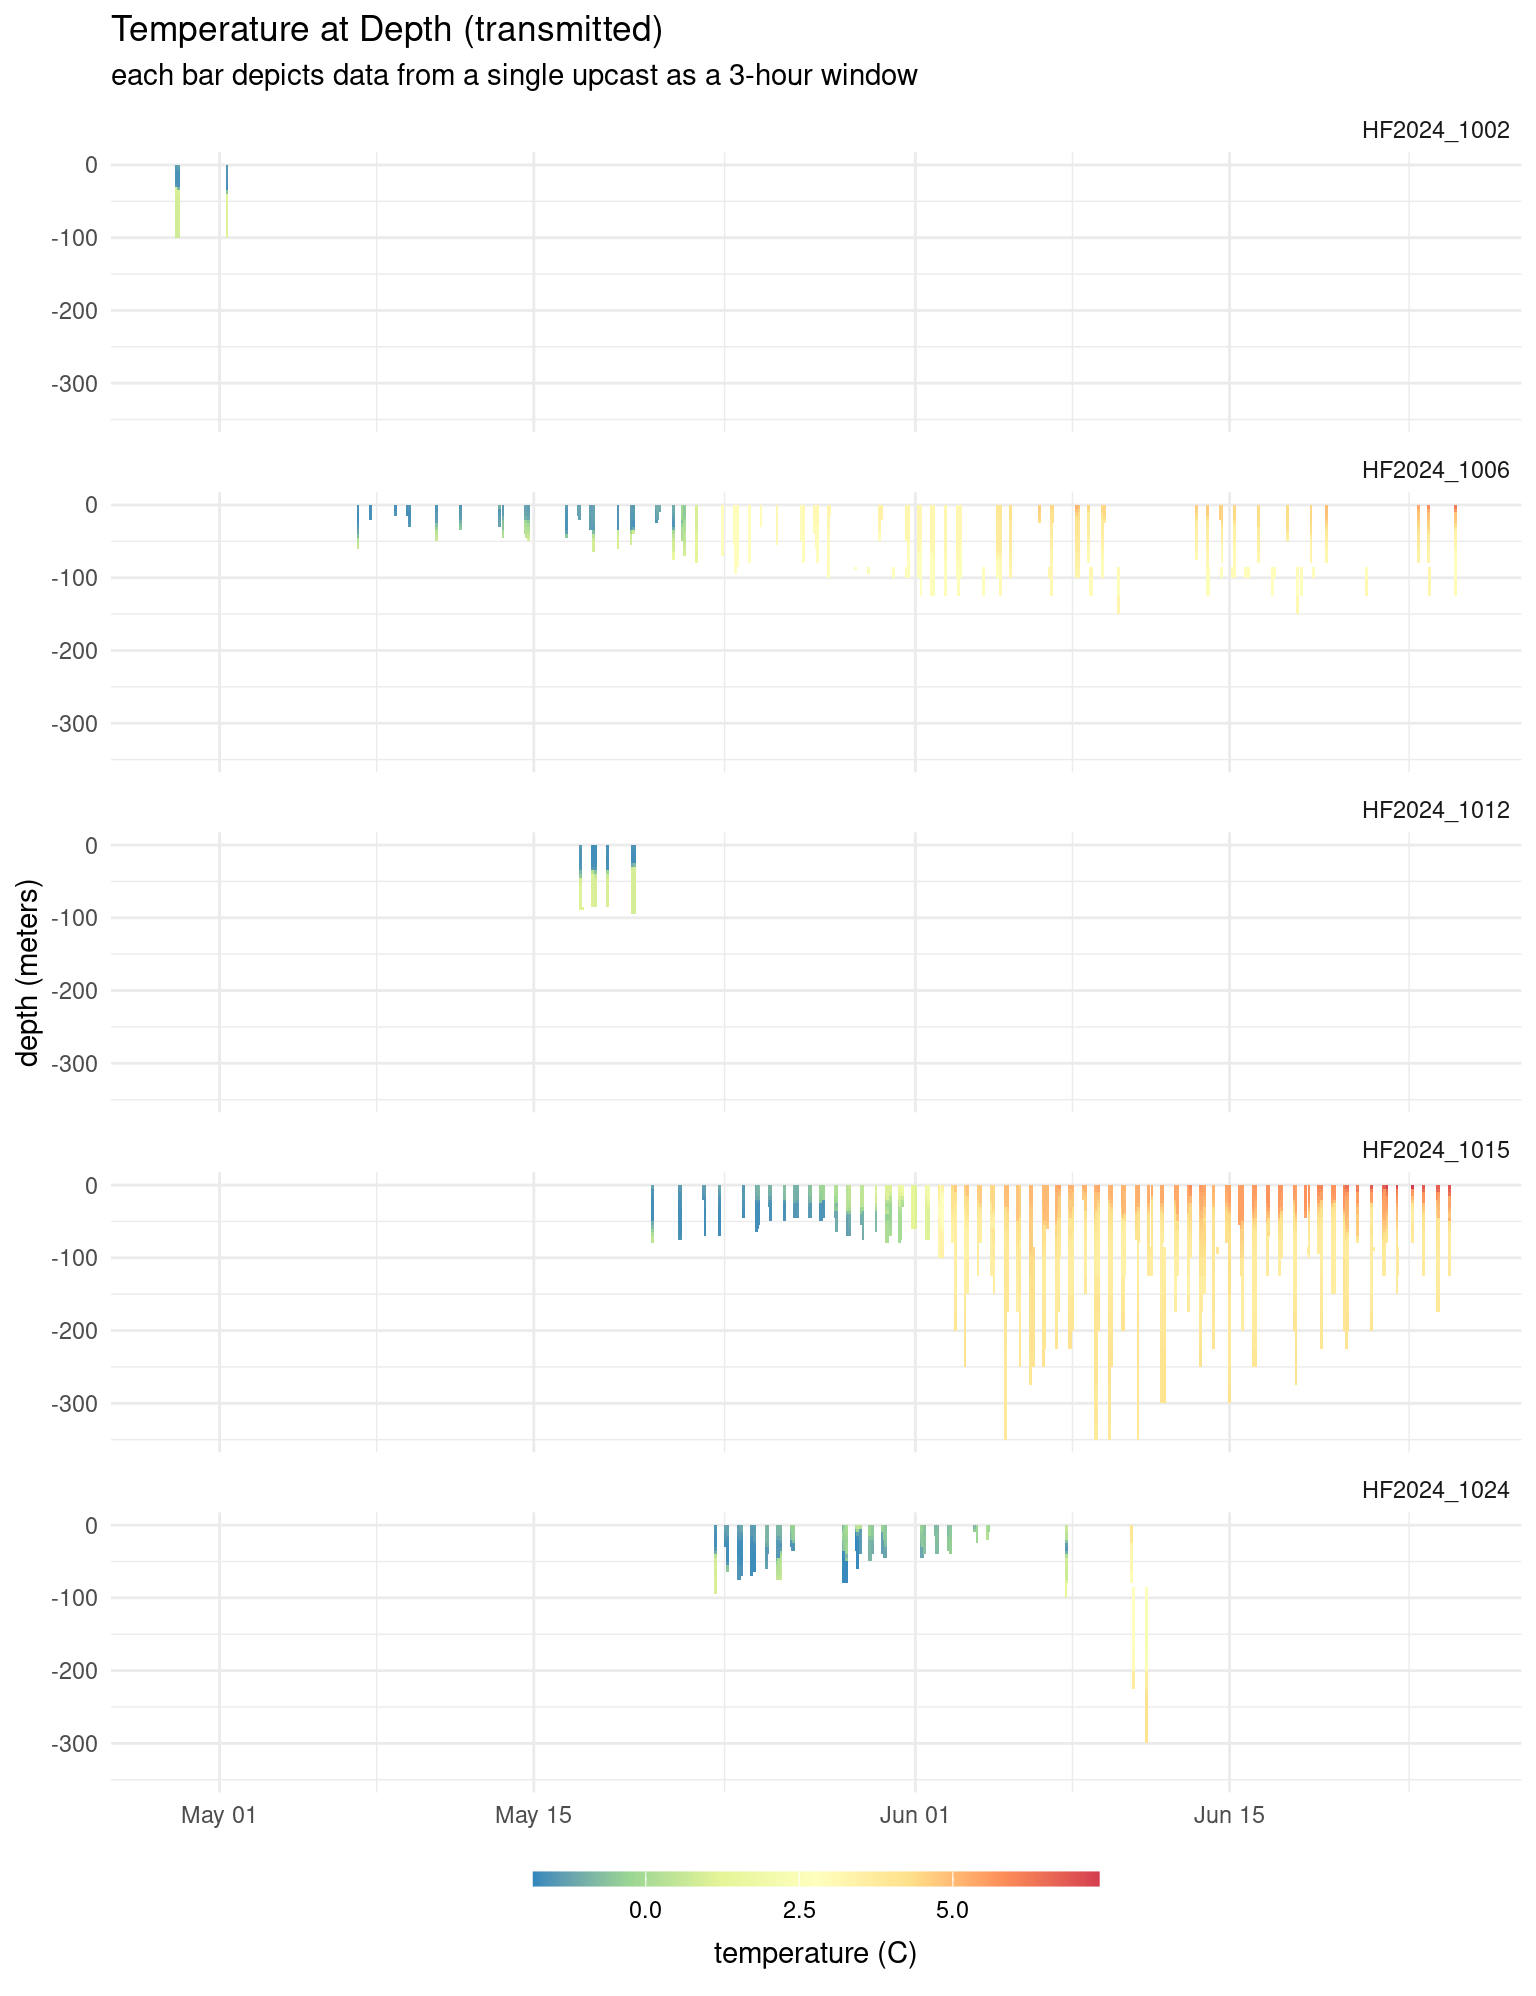 Temperature at Depth (transmitted)
each bar depicts data from a single upcast as a 3-hour window
HF2024_1002
0
-100
-200
-300
HF2024_1006
0
-100
-200
-300
HF2024_1012
0
-100
-200
-300
depth (meters)
HF2024_1015
0
-100
-200
-300
HF2024_1024
0
-100
-200
-300
May 01 May 15 Jun 01 Jun 15
0.0 2.5 5.0
temperature (C)